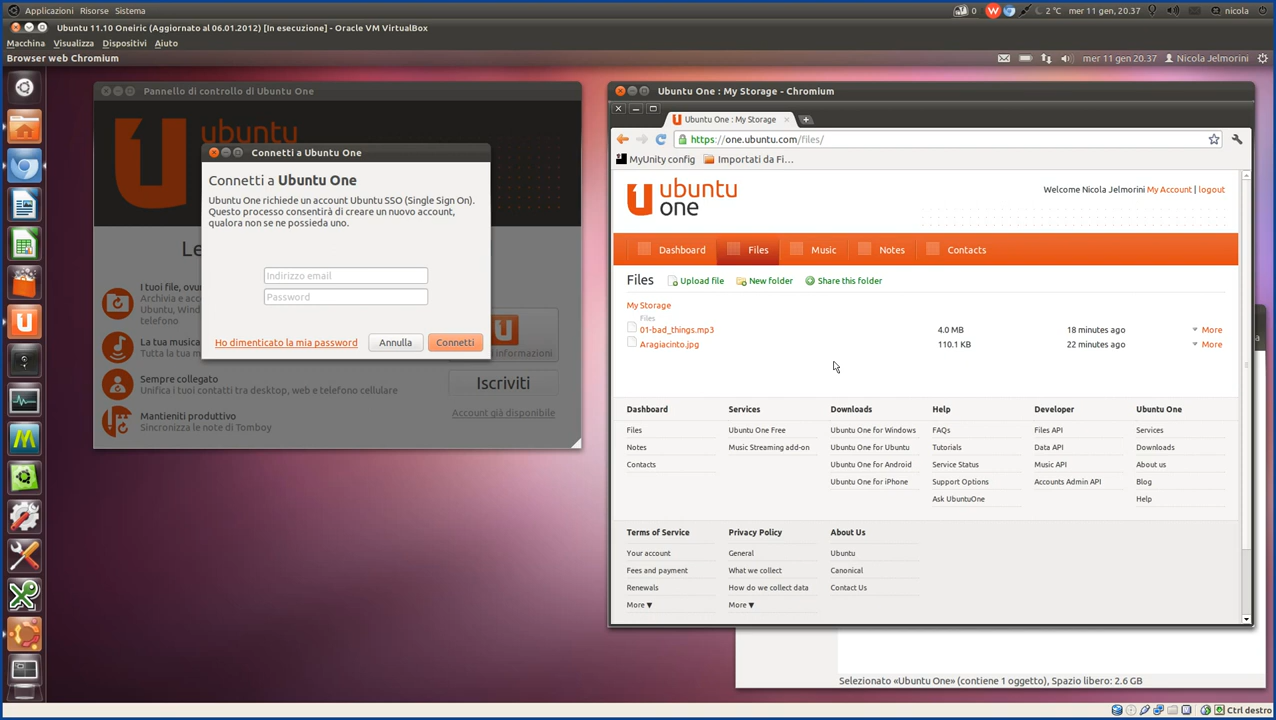 Applicazioni Risorse Sistema
0 W 2 °C mer 11 gen, 20.37 nicola
Ubuntu 11.10 Oneiric (Aggiornato al 06.01.2012) [In esecuzione] - Oracle VM VirtualBox
Macchina Visualizza Dispositivi Aiuto
Browser web Chromium
mer 11 gen 20.37 Nicola Jelmorini
Pannello di controllo di Ubuntu One
ubuntu
Connetti a Ubuntu One
Connetti a Ubuntu One
Ubuntu One richiede un account Ubuntu SSO (Single Sign On).
Questo processo consentirà di creare un nuovo account,
qualora non se ne possieda uno.
Indirizzo email
Password
Ho dimenticato la mia password Annulla Connetti
Le
I tuoi file, ovu
Archivia e acc
Ubuntu, Wind
telefono
La tua musica
Tutta la tua m
Sempre collegato
Unifica i tuoi contatti tra desktop, web e telefono cellulare
Mantieniti produttivo
Sincronizza le note di Tomboy
informazioni
Iscriviti
Account già disponibile
Ubuntu One : My Storage - Chromium
Ubuntu One : My Storage
https://one.ubuntu.com/files/
MyUnity config Importati da Fi...
ubuntu
one
Welcome Nicola Jelmorini My Account | logout
Dashboard Files Music Notes Contacts
Files Upload file New folder Share this folder
My Storage
Files
01-bad_things.mp3 4.0 MB 18 minutes ago More
Aragiacinto.jpg 110.1 KB 22 minutes ago More
Dashboard Services Downloads Help Developer Ubuntu One
Files Ubuntu One Free Ubuntu One for Windows FAQs Files API Services
Notes Music Streaming add-on Ubuntu One for Ubuntu Tutorials Data API Downloads
Contacts Ubuntu One for Android Service Status Music API About us
Ubuntu One for iPhone Support Options Accounts Admin API Blog
Ask UbuntuOne Help
Terms of Service Privacy Policy About Us
Your account General Ubuntu
Fees and payment What we collect Canonical
Renewals How do we collect data Contact Us
More ▼ More ▼
Selezionato «Ubuntu One» (contiene 1 oggetto), Spazio libero: 2.6 GB
Ctrl destro